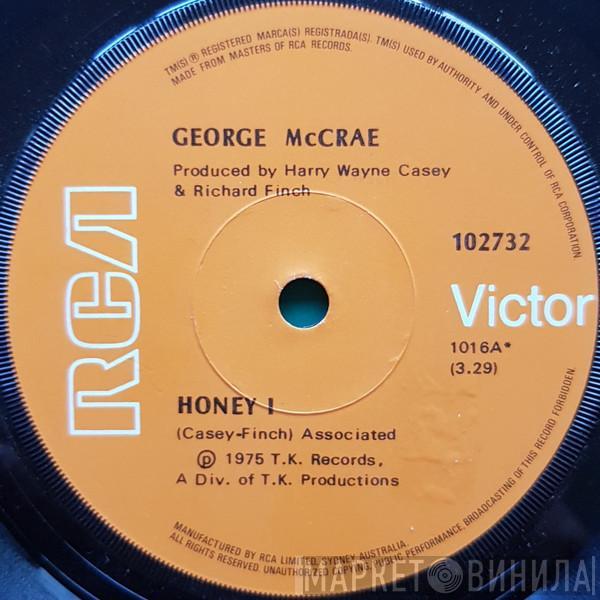 TM(S) ® REGISTERED MARCA(S) REGISTRADA(S). TM(S) USED BY AUTHORITY AND UNDER CONTROL OF RCA CORPORATION.
MADE FROM MASTERS OF RCA RECORDS.
GEORGE McCRAE
Produced by Harry Wayne Casey
& Richard Finch
RCA
102732
Victor
1016A*
(3.29)
HONEY I
(Casey-Finch) Associated
℗ 1975 T.K. Records,
A Div. of T.K. Productions
MANUFACTURED BY RCA LIMITED, SYDNEY AUSTRALIA.
ALL RIGHTS RESERVED. UNAUTHORIZED COPYING, PUBLIC PERFORMANCE, BROADCASTING OF THIS RECORD FORBIDDEN.
МАРКЕТ ВИНИЛА